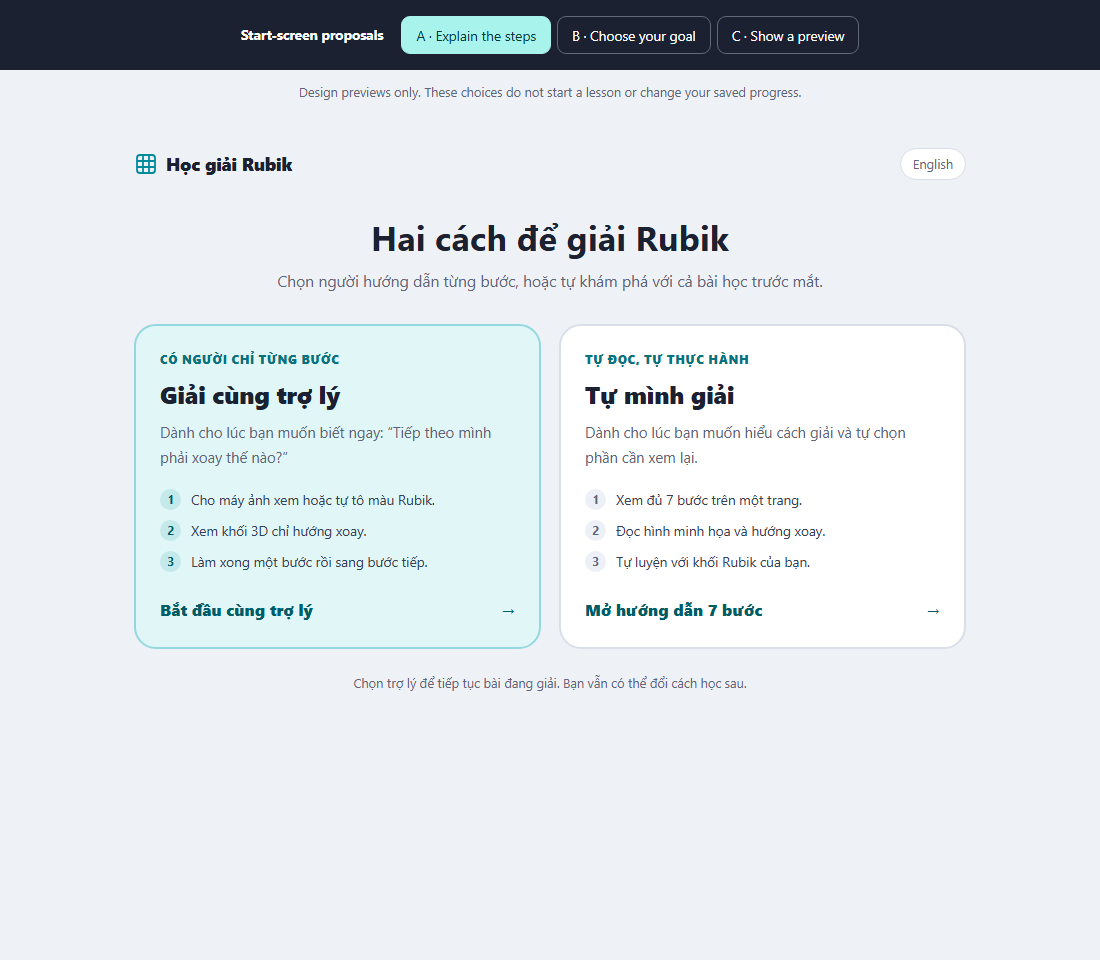 Start-screen proposals
A · Explain the steps
B · Choose your goal
C · Show a preview
Design previews only. These choices do not start a lesson or change your saved progress.
Học giải Rubik
English
Hai cách để giải Rubik
Chọn người hướng dẫn từng bước, hoặc tự khám phá với cả bài học trước mắt.
CÓ NGƯỜI CHỈ TỪNG BƯỚC
Giải cùng trợ lý
Dành cho lúc bạn muốn biết ngay: “Tiếp theo mình
phải xoay thế nào?”
1 Cho máy ảnh xem hoặc tự tô màu Rubik.
2 Xem khối 3D chỉ hướng xoay.
3 Làm xong một bước rồi sang bước tiếp.
Bắt đầu cùng trợ lý →
TỰ ĐỌC, TỰ THỰC HÀNH
Tự mình giải
Dành cho lúc bạn muốn hiểu cách giải và tự chọn
phần cần xem lại.
1 Xem đủ 7 bước trên một trang.
2 Đọc hình minh họa và hướng xoay.
3 Tự luyện với khối Rubik của bạn.
Mở hướng dẫn 7 bước →
Chọn trợ lý để tiếp tục bài đang giải. Bạn vẫn có thể đổi cách học sau.